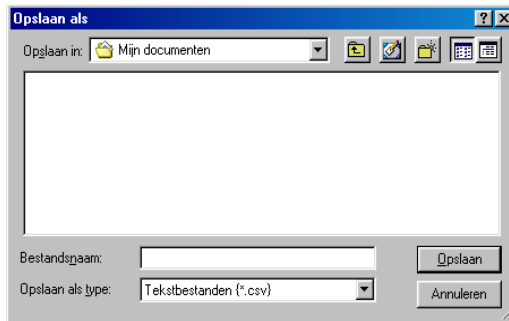 Opslaan als
Opslaan in: Mijn documenten
Bestandsnaam:
Opslaan
Opslaan als type: Tekstbestanden {*.csv}
Annuleren